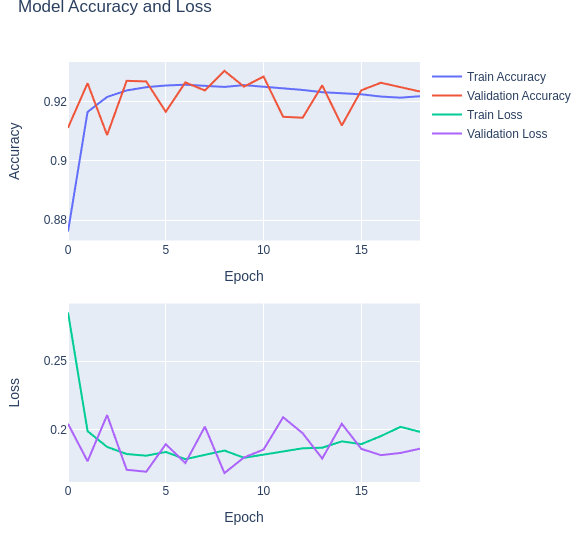 Model Accuracy and Loss
Train Accuracy
Validation Accuracy
Train Loss
Validation Loss
Accuracy
0.92
0.9
0.88
0
5
10
15
Epoch
Loss
0.25
0.2
0
5
10
15
Epoch